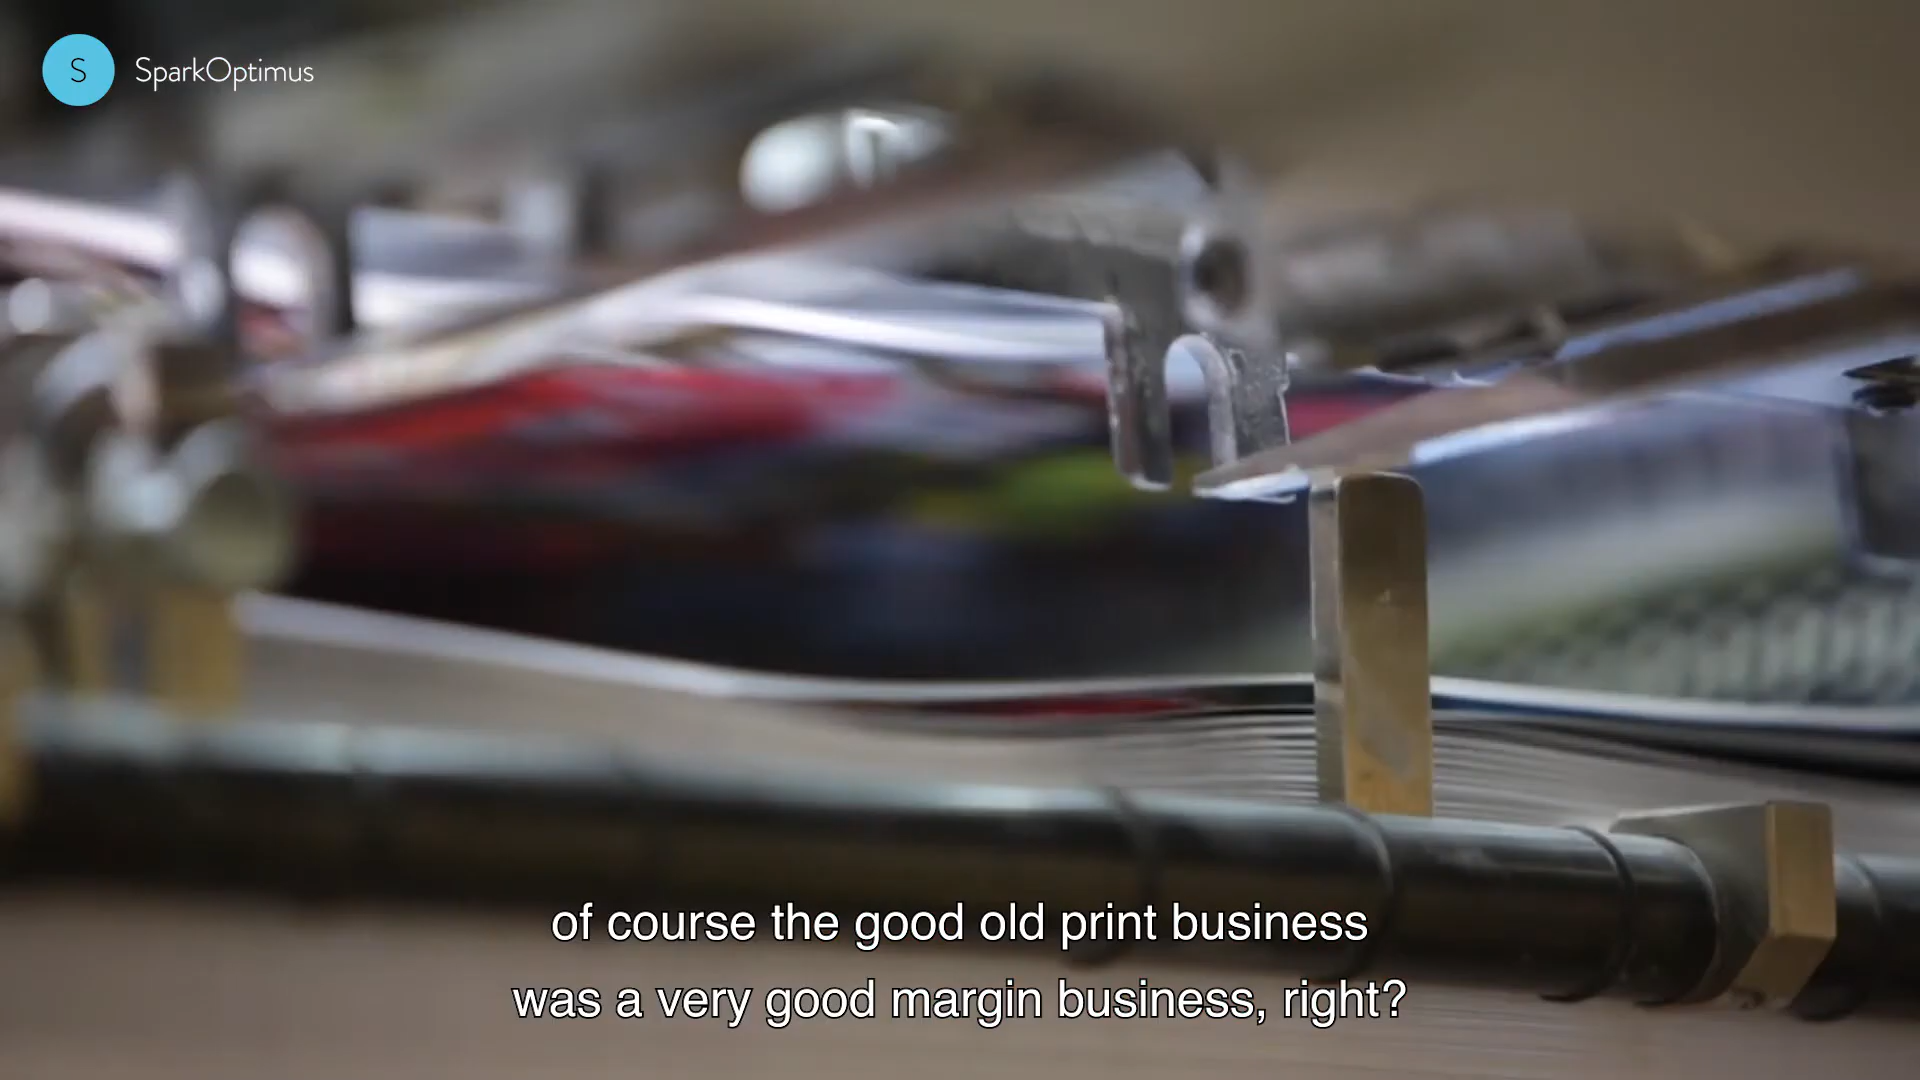 S SparkOptimus
of course the good old print business
was a very good margin business, right?